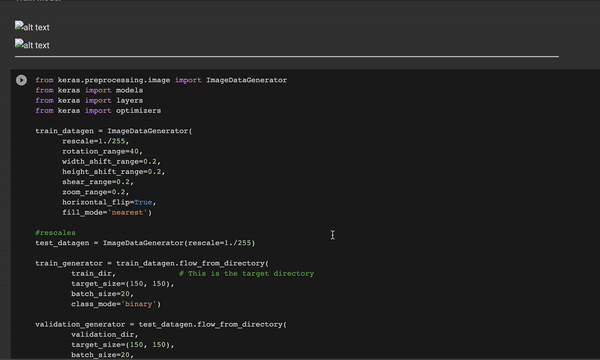 alt text
alt text
from keras.preprocessing.image import ImageDataGenerator
from keras import models
from keras import layers
from keras import optimizers
train_datagen = ImageDataGenerator(
rescale=1./255,
rotation_range=40,
width_shift_range=0.2,
height_shift_range=0.2,
shear_range=0.2,
zoom_range=0.2,
horizontal_flip=True,
fill_mode='nearest')
#rescales
test_datagen = ImageDataGenerator(rescale=1./255)
train_generator = train_datagen.flow_from_directory(
train_dir, # This is the target directory
target_size=(150, 150),
batch_size=20,
class_mode='binary')
validation_generator = test_datagen.flow_from_directory(
validation_dir,
target_size=(150, 150),
batch_size=20,